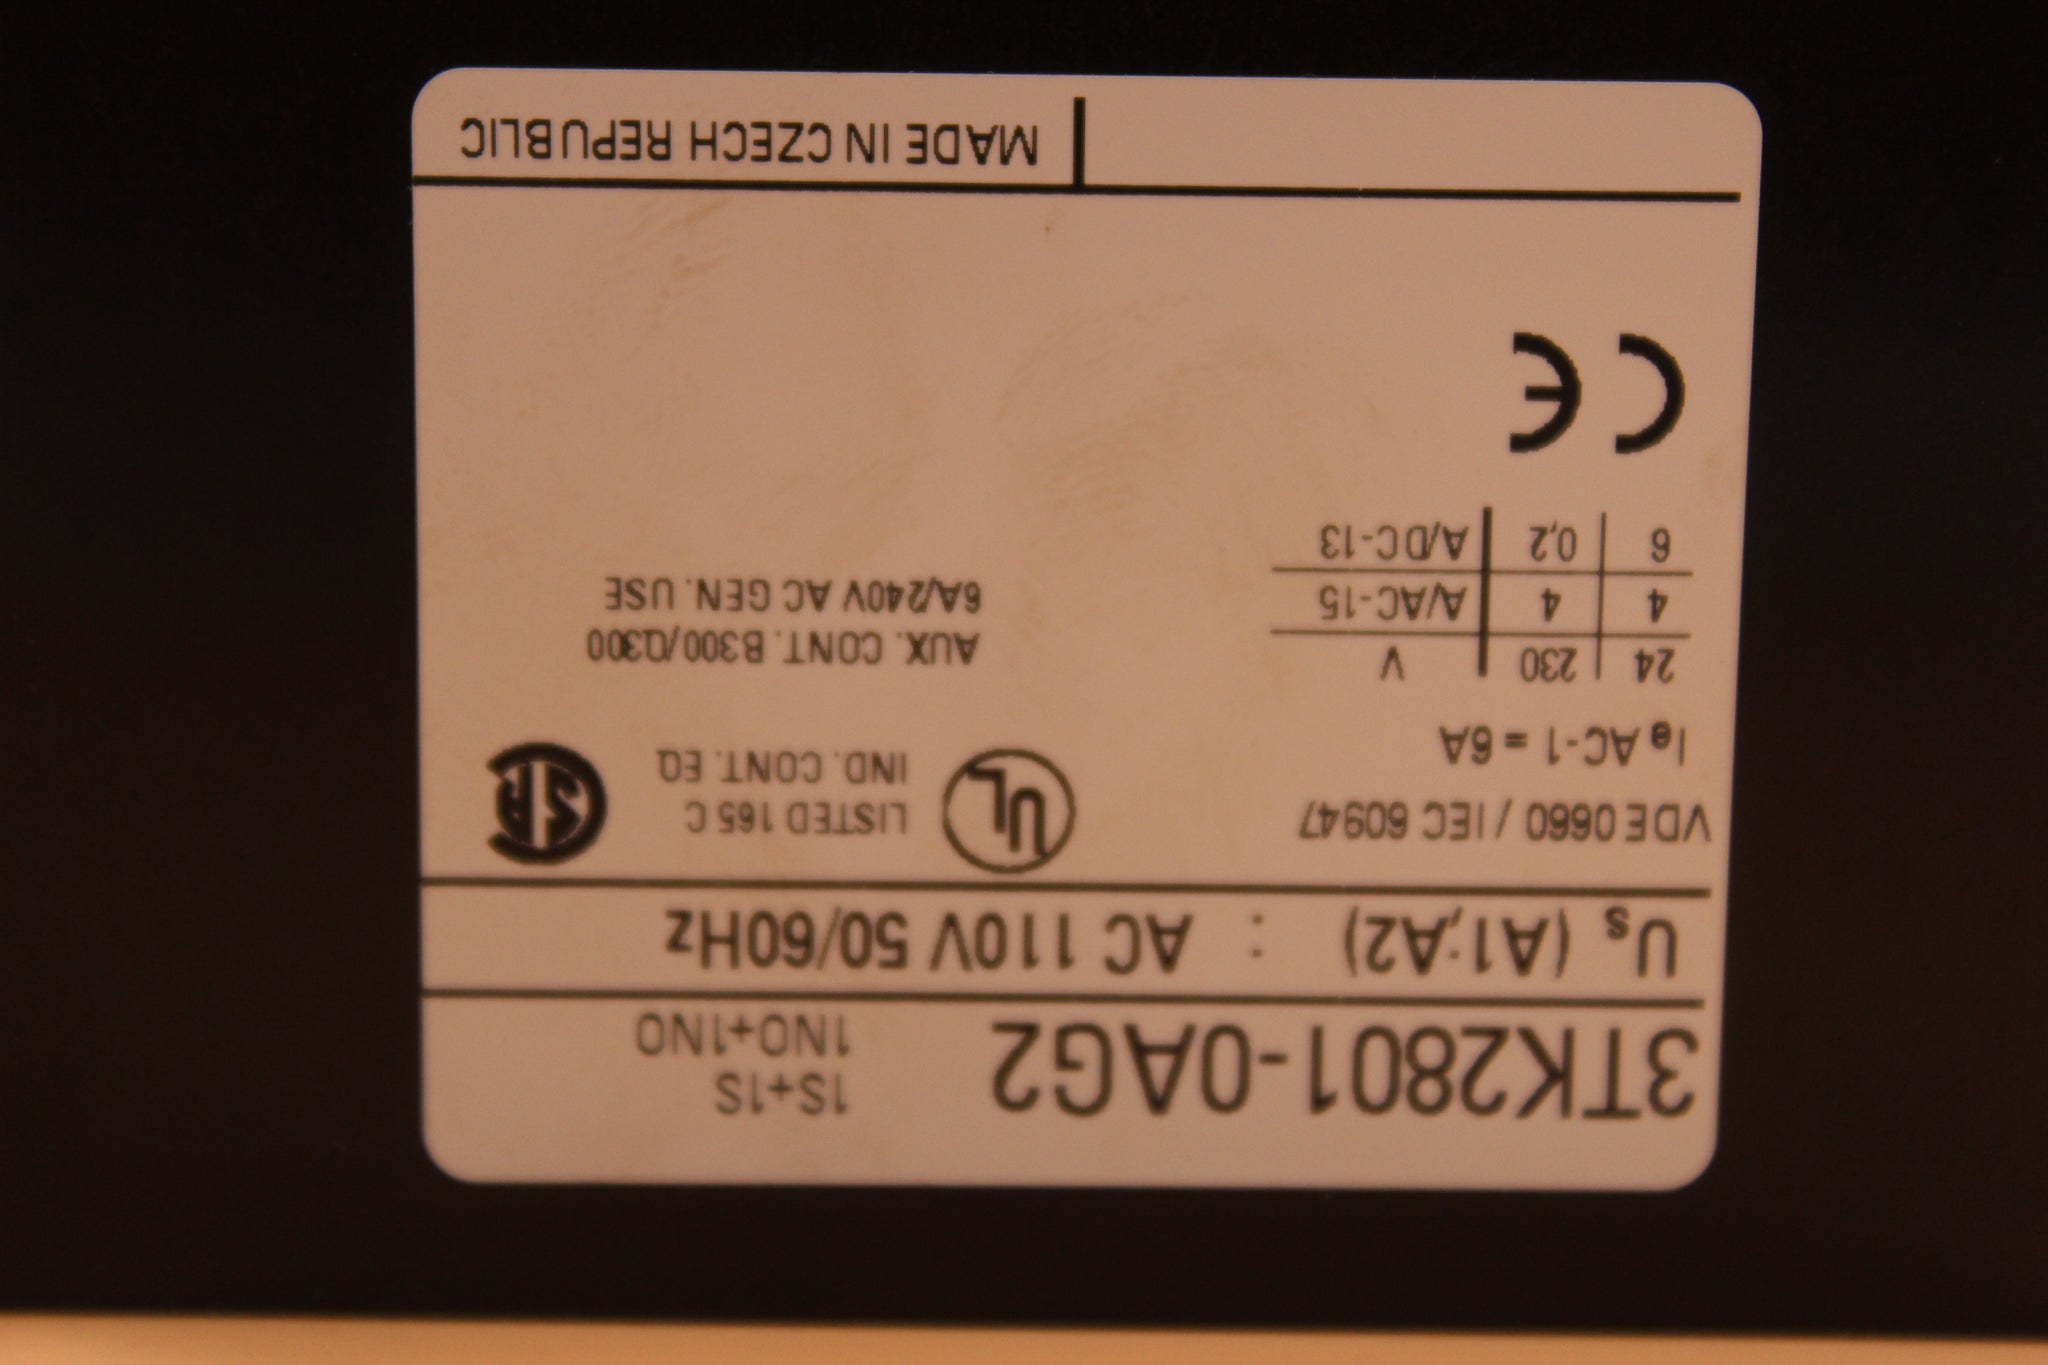 3TK2801-0AG2
1S+1S
1NO+1NO
Us (A1;A2) : AC 110V 50/60Hz
VDE 0660 / IEC 60947
Ie AC-1 = 6A
24 230 V
4 4 A/AC-15
6 0,2 A/DC-13
UL
LISTED 165 C
IND. CONT. EQ
SA
AUX. CONT. B300/Q300
6A/240V AC GEN. USE
CE
MADE IN CZECH REPUBLIC